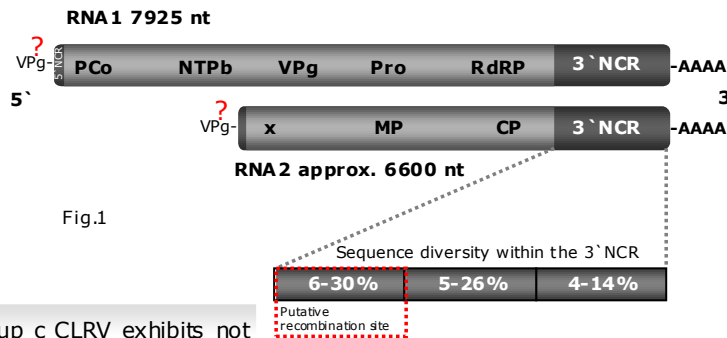 RNA1 7925 nt
?
VPg-
5`NCR
PCo NTPb VPg Pro RdRP 3`NCR -AAAA
5`
3
?
VPg-
x MP CP 3`NCR -AAAA
RNA2 approx. 6600 nt
Fig.1
Sequence diversity within the 3`NCR
6-30% 5-26% 4-14%
Putative
recombination site
up c CLRV exhibits not